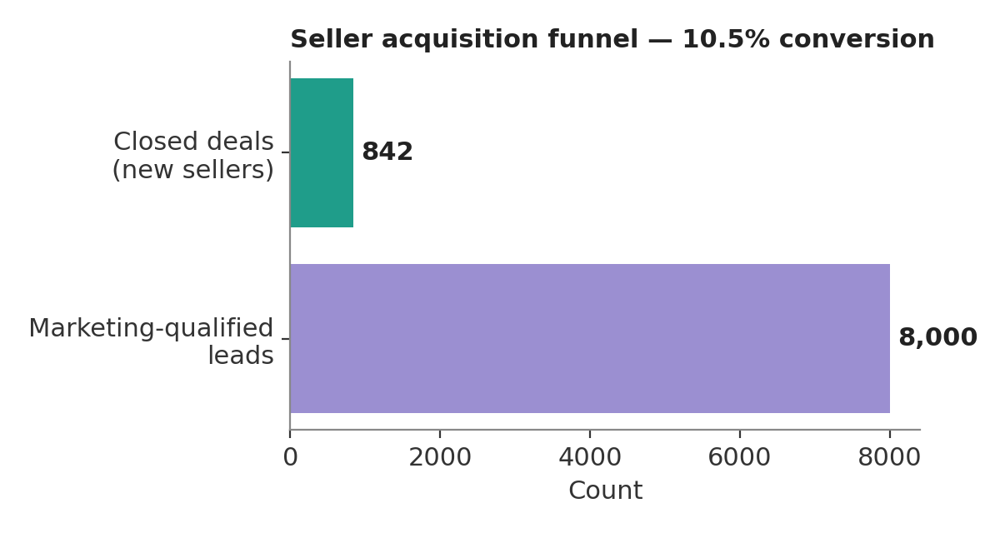 Seller acquisition funnel — 10.5% conversion
Closed deals
(new sellers)
842
Marketing-qualified
leads
8,000
0 2000 4000 6000 8000
Count